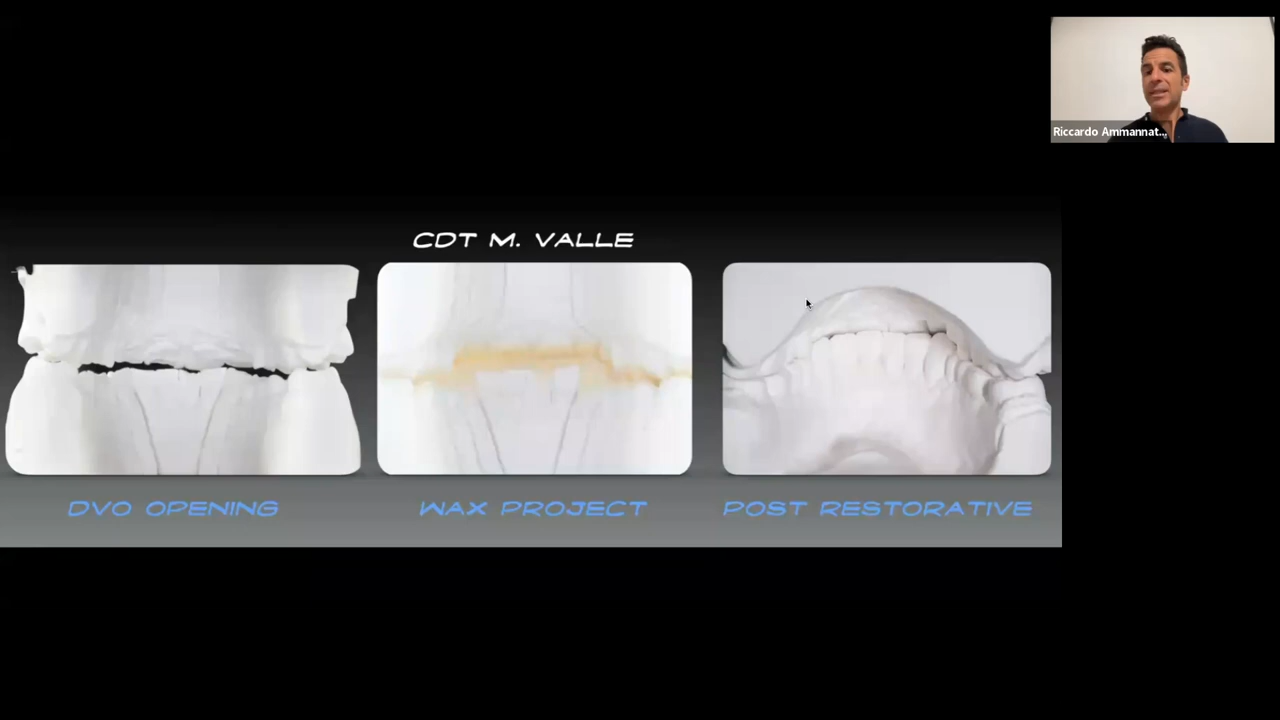 Riccardo Ammannat...
CDT M. VALLE
DVO OPENING
WAX PROJECT
POST RESTORATIVE